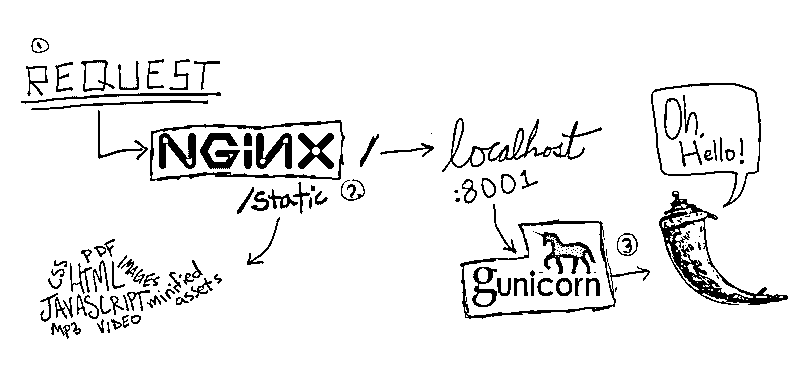 1
REQUEST
NGINX /
/static 2
localhost
:8001
Oh,
Hello!
3
gunicorn
CSS PDF
HTML IMAGES
JAVASCRIPT minified
assets
MP3 VIDEO